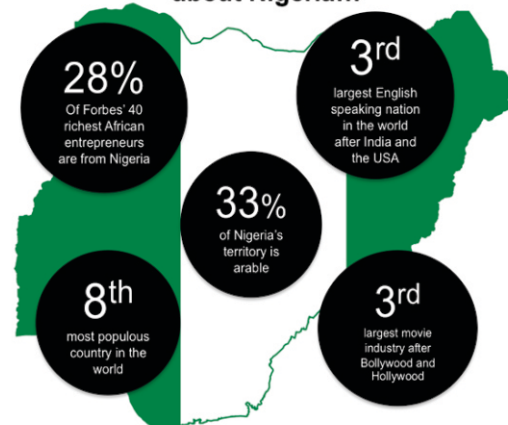 28%
Of Forbes' 40
richest African
entrepreneurs
are from Nigeria
3rd
largest English
speaking nation
in the world
after India and
the USA
33%
of Nigeria's
territory is
arable
8th
most populous
country in the
world
3rd
largest movie
industry after
Bollywood and
Hollywood